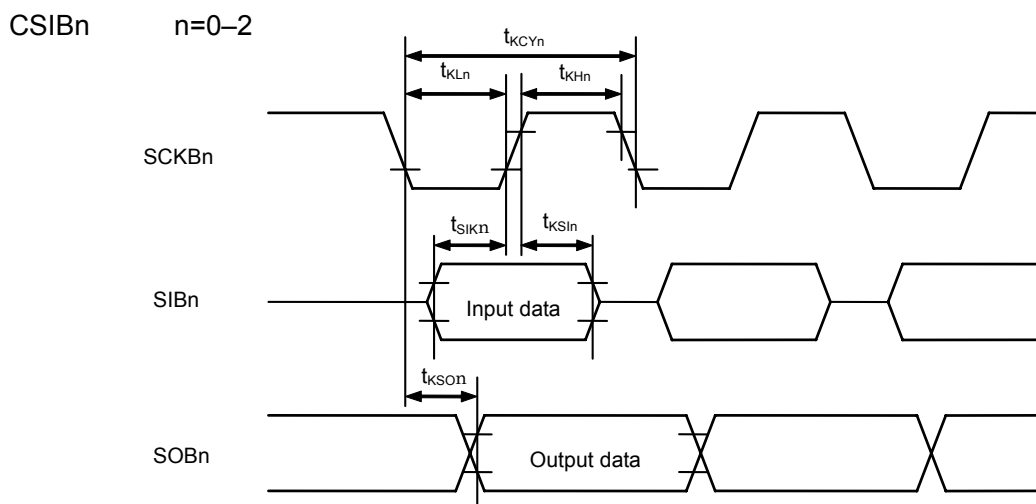 CSIBn n=0–2
tKCYn
tKLn tKHn
SCKBn
tSIKn tKSIn
SIBn Input data
tKSOn
SOBn Output data